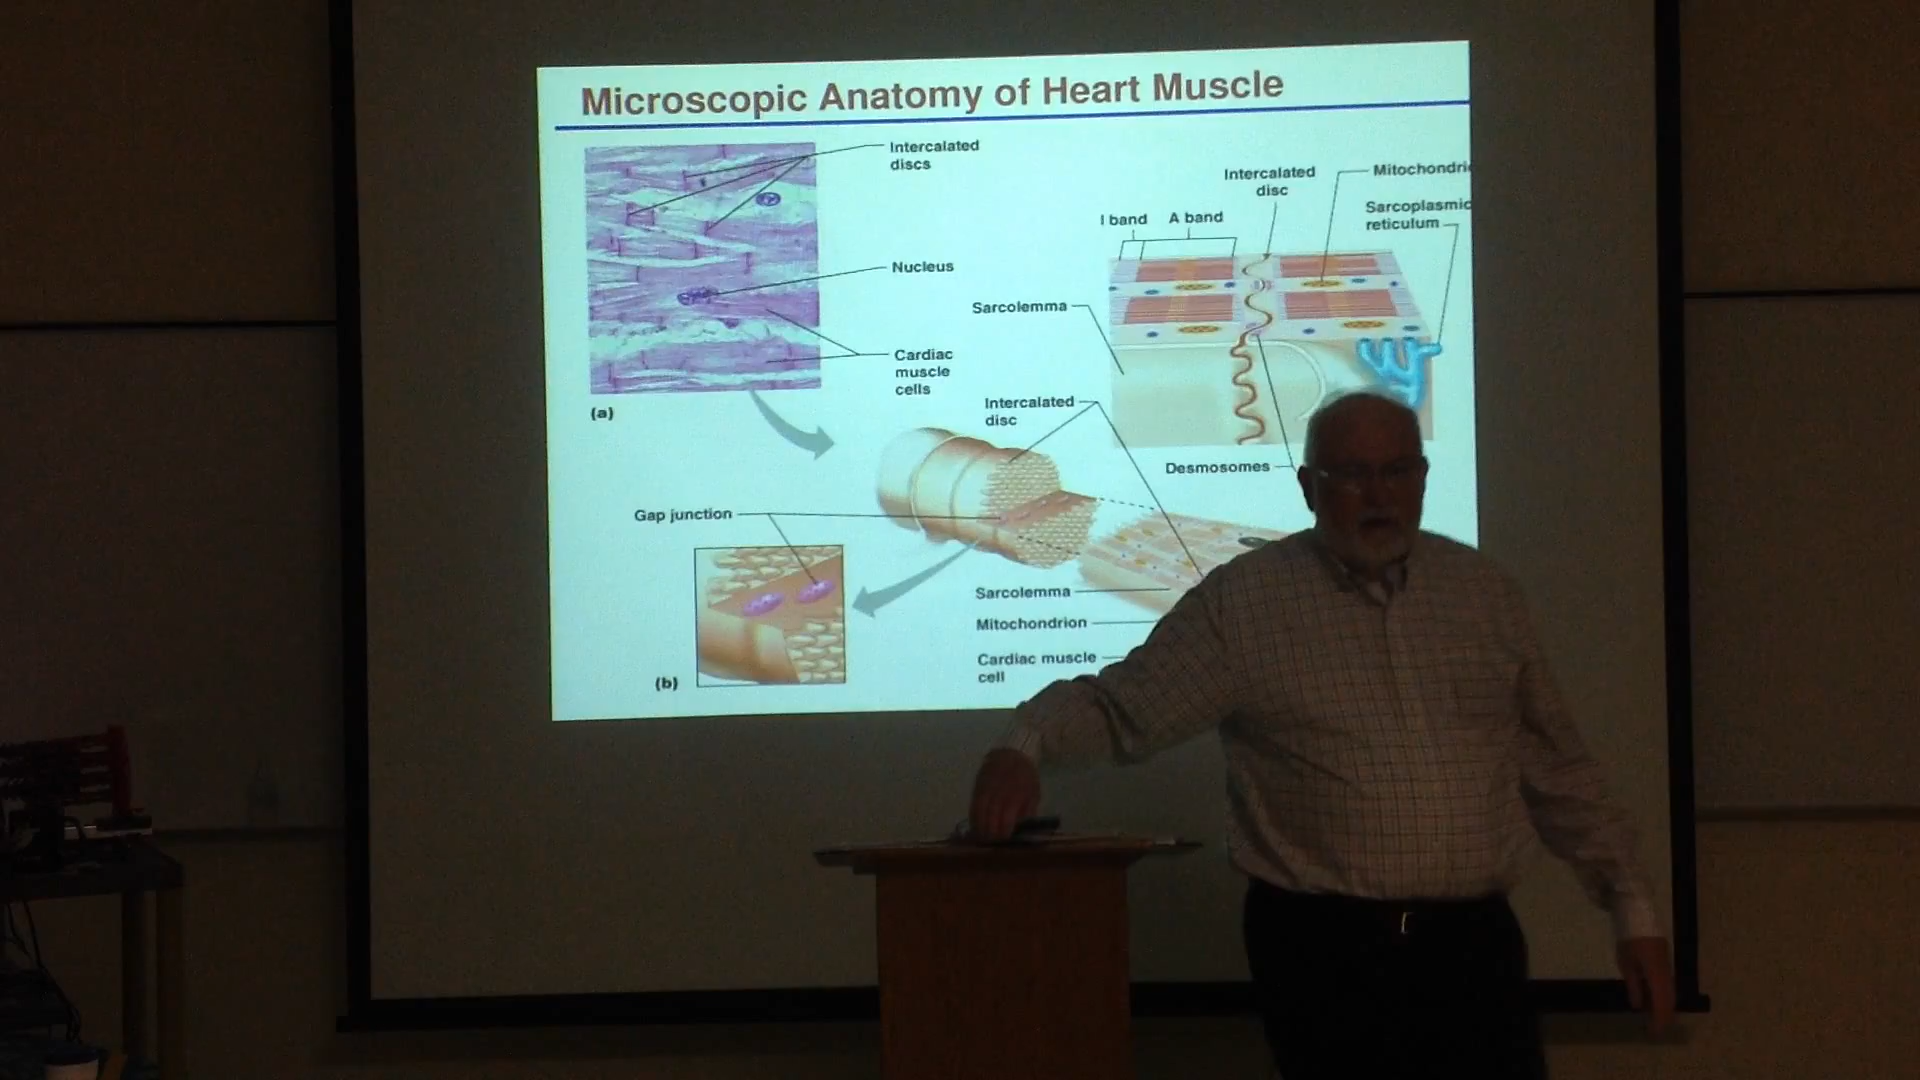 Microscopic Anatomy of Heart Muscle
Intercalated
discs
Nucleus
Cardiac
muscle
cells
(a)
Intercalated
disc
Mitochondri
Sarcoplasmic
reticulum
I band
A band
Sarcolemma
Intercalated
disc
Desmosomes
Gap junction
Sarcolemma
Mitochondrion
Cardiac muscle
cell
(b)